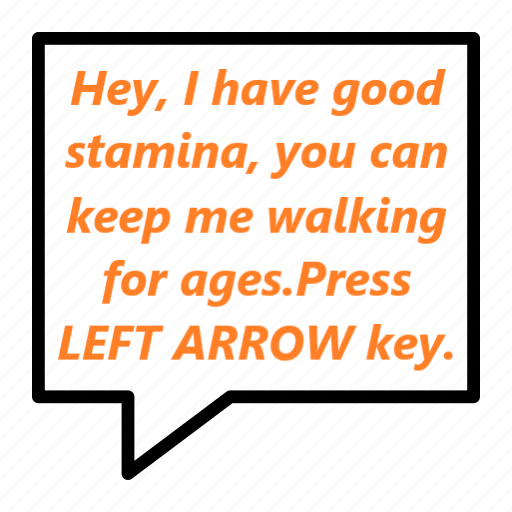 Hey, I have good
stamina, you can
keep me walking
for ages.Press
LEFT ARROW key.